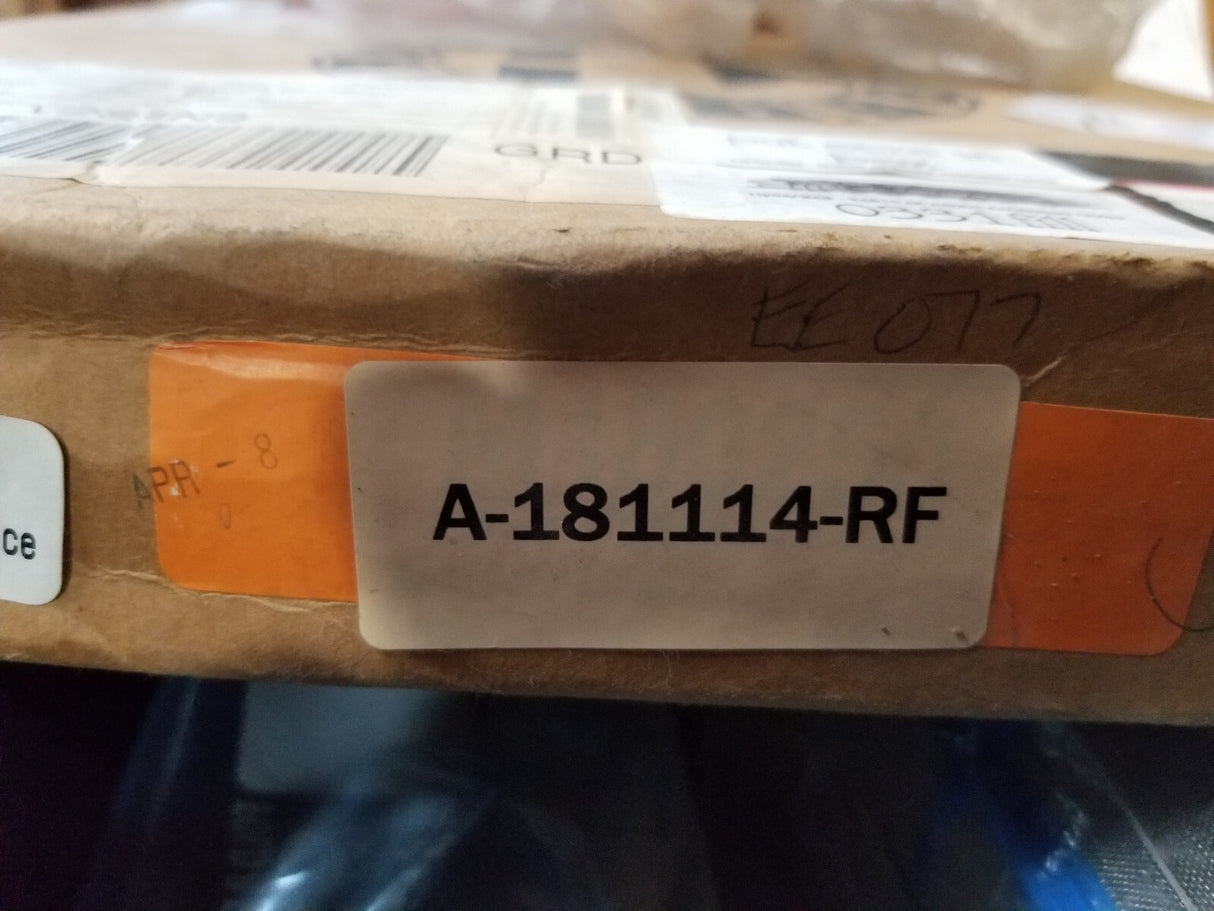 GRD
EE 077
APR - 8
A-181114-RF
ce